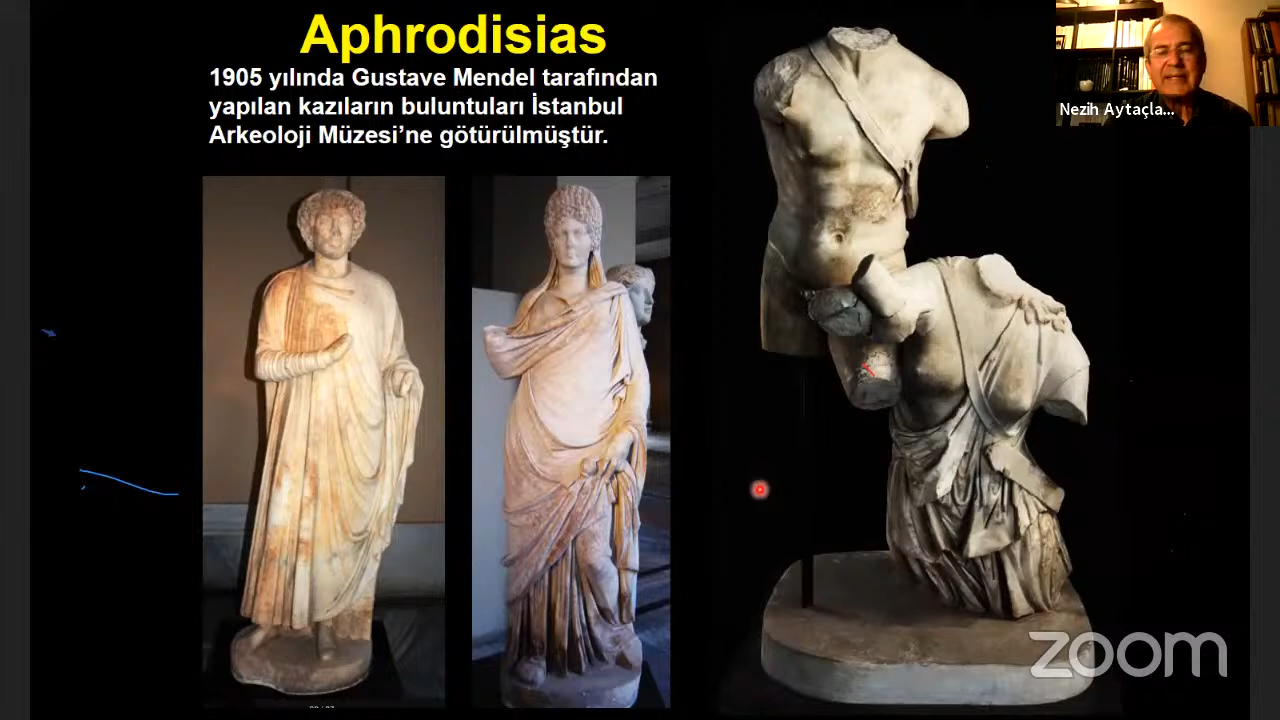 Aphrodisias
1905 yılında Gustave Mendel tarafından
yapılan kazıların buluntuları İstanbul
Arkeoloji Müzesi’ne götürülmüştür.
Nezih Aytaçla...
zoom